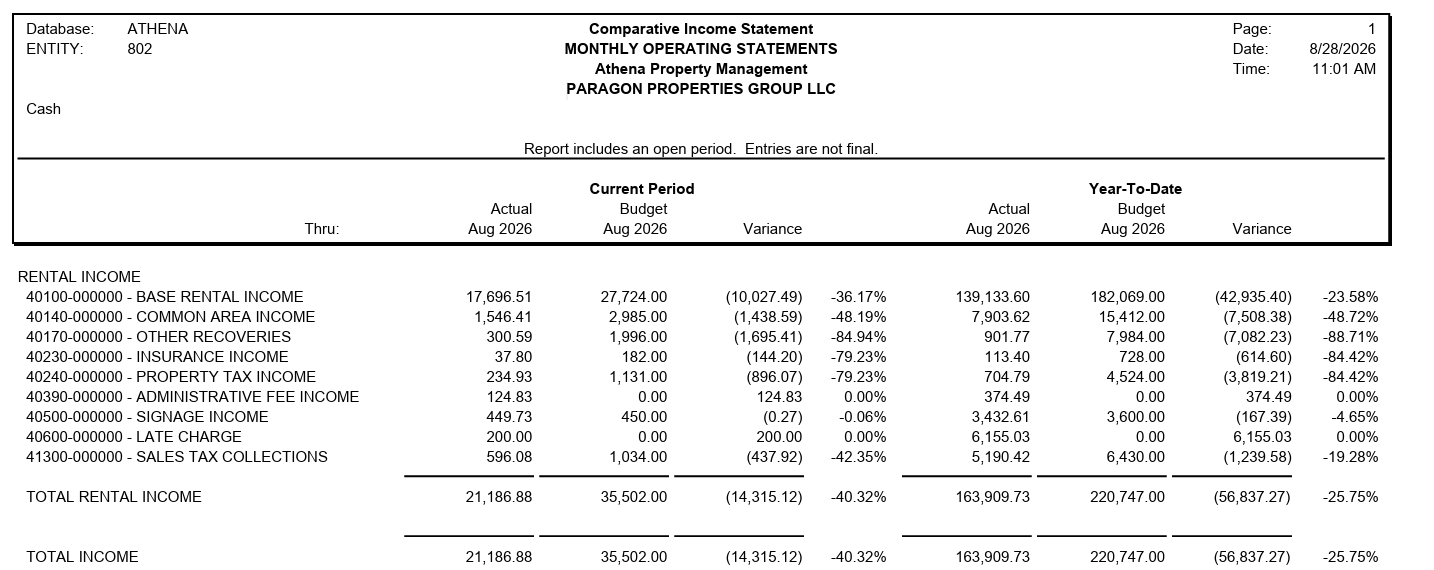 Database: ATHENA Comparative Income Statement Page: 1
ENTITY: 802 MONTHLY OPERATING STATEMENTS Date: 8/28/2026
Athena Property Management Time: 11:01 AM
PARAGON PROPERTIES GROUP LLC
Cash
Report includes an open period. Entries are not final.
Current Period Year-To-Date
Actual Budget Actual Budget
Thru: Aug 2026 Aug 2026 Variance Aug 2026 Aug 2026 Variance
RENTAL INCOME
40100-000000 - BASE RENTAL INCOME 17,696.51 27,724.00 (10,027.49) -36.17% 139,133.60 182,069.00 (42,935.40) -23.58%
40140-000000 - COMMON AREA INCOME 1,546.41 2,985.00 (1,438.59) -48.19% 7,903.62 15,412.00 (7,508.38) -48.72%
40170-000000 - OTHER RECOVERIES 300.59 1,996.00 (1,695.41) -84.94% 901.77 7,984.00 (7,082.23) -88.71%
40230-000000 - INSURANCE INCOME 37.80 182.00 (144.20) -79.23% 113.40 728.00 (614.60) -84.42%
40240-000000 - PROPERTY TAX INCOME 234.93 1,131.00 (896.07) -79.23% 704.79 4,524.00 (3,819.21) -84.42%
40390-000000 - ADMINISTRATIVE FEE INCOME 124.83 0.00 124.83 0.00% 374.49 0.00 374.49 0.00%
40500-000000 - SIGNAGE INCOME 449.73 450.00 (0.27) -0.06% 3,432.61 3,600.00 (167.39) -4.65%
40600-000000 - LATE CHARGE 200.00 0.00 200.00 0.00% 6,155.03 0.00 6,155.03 0.00%
41300-000000 - SALES TAX COLLECTIONS 596.08 1,034.00 (437.92) -42.35% 5,190.42 6,430.00 (1,239.58) -19.28%
TOTAL RENTAL INCOME 21,186.88 35,502.00 (14,315.12) -40.32% 163,909.73 220,747.00 (56,837.27) -25.75%
TOTAL INCOME 21,186.88 35,502.00 (14,315.12) -40.32% 163,909.73 220,747.00 (56,837.27) -25.75%